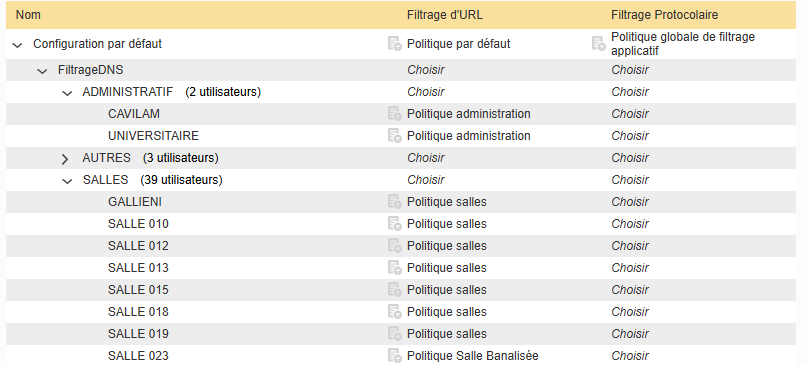 Nom Filtrage d'URL Filtrage Protocolaire
Configuration par défaut Politique par défaut Politique globale de filtrage
applicatif
FiltrageDNS Choisir Choisir
ADMINISTRATIF (2 utilisateurs) Choisir Choisir
CAVILAM Politique administration Choisir
UNIVERSITAIRE Politique administration Choisir
AUTRES (3 utilisateurs) Choisir Choisir
SALLES (39 utilisateurs) Choisir Choisir
GALLIENI Politique salles Choisir
SALLE 010 Politique salles Choisir
SALLE 012 Politique salles Choisir
SALLE 013 Politique salles Choisir
SALLE 015 Politique salles Choisir
SALLE 018 Politique salles Choisir
SALLE 019 Politique salles Choisir
SALLE 023 Politique Salle Banalisée Choisir